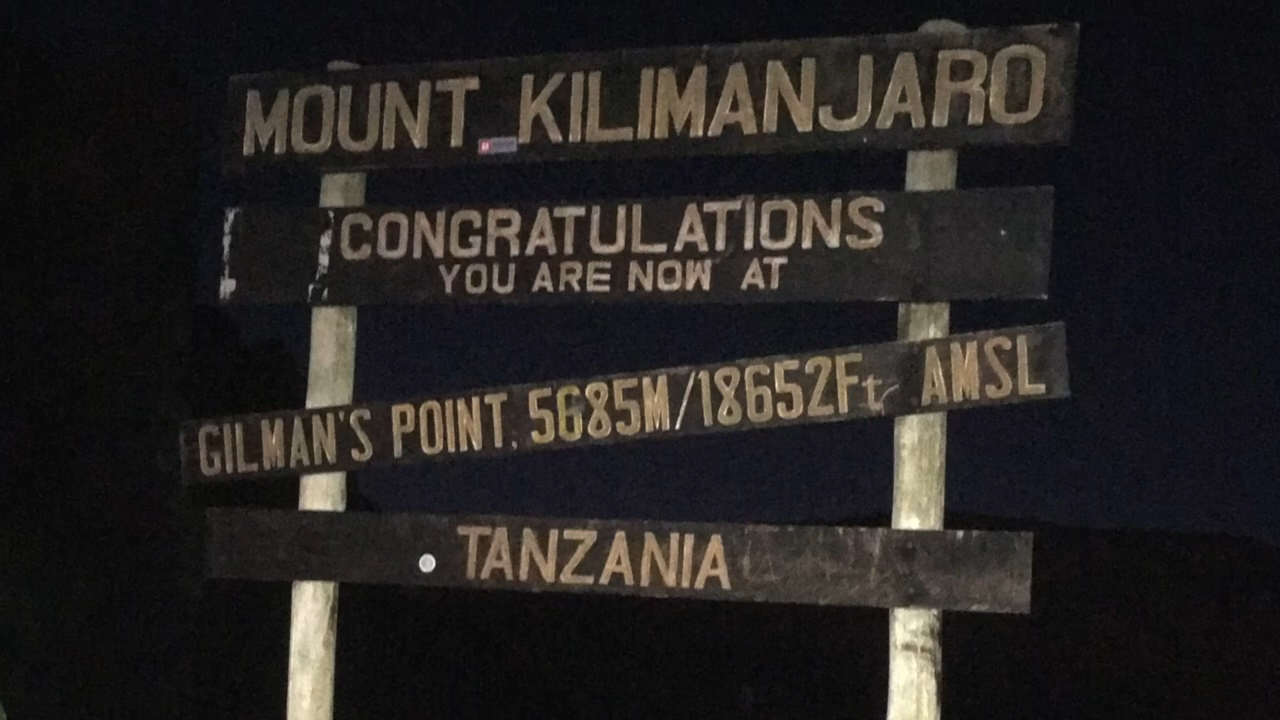 MOUNT KILIMANJARO
CONGRATULATIONS
YOU ARE NOW AT
GILMAN'S POINT. 5685M/18652Ft AMSL
TANZANIA